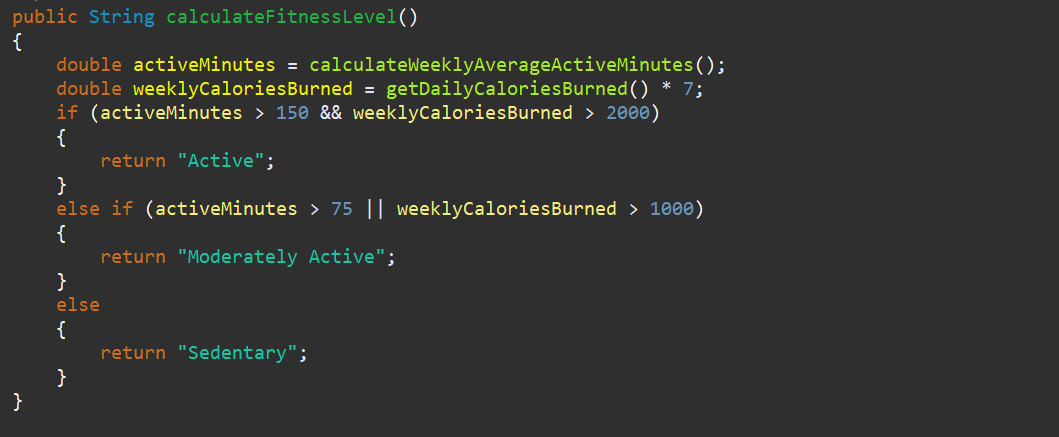 public String calculateFitnessLevel()
{
    double activeMinutes = calculateWeeklyAverageActiveMinutes();
    double weeklyCaloriesBurned = getDailyCaloriesBurned() * 7;
    if (activeMinutes > 150 && weeklyCaloriesBurned > 2000)
    {
        return "Active";
    }
    else if (activeMinutes > 75 || weeklyCaloriesBurned > 1000)
    {
        return "Moderately Active";
    }
    else
    {
        return "Sedentary";
    }
}